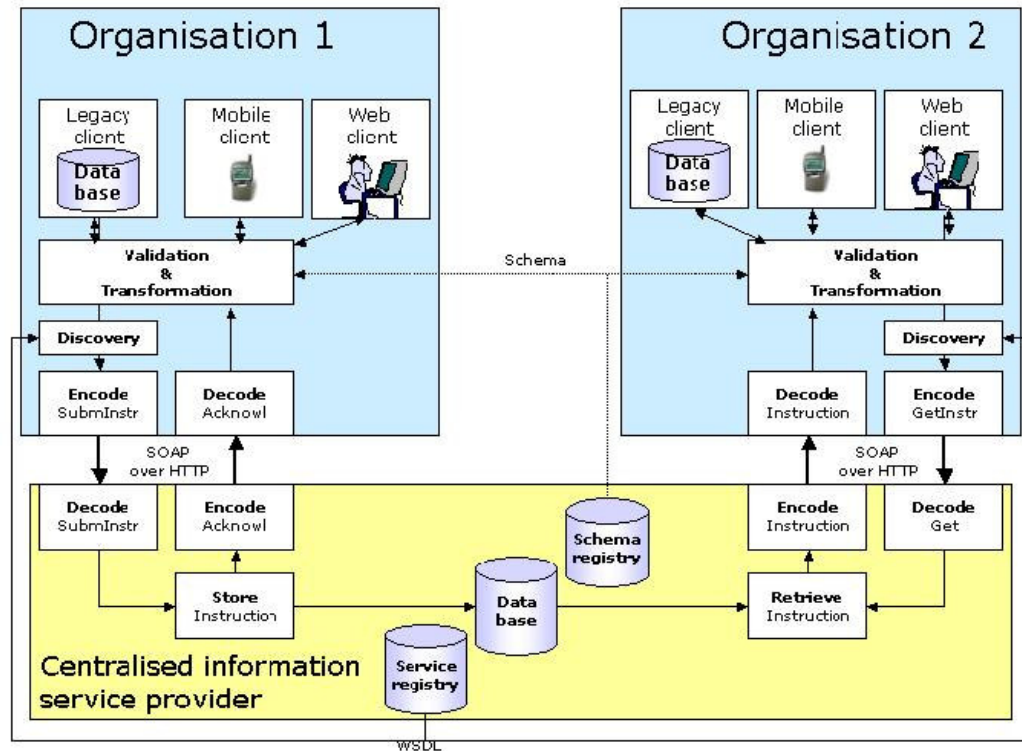 Organisation 1
Organisation 2
Legacy
client
Data
base
Mobile
client
Web
client
Legacy
client
Data
base
Mobile
client
Web
client
Validation
&
Transformation
Schema
Validation
&
Transformation
Discovery
Discovery
Encode
SubmInstr
Decode
Acknowl
Decode
Instruction
Encode
GetInstr
SOAP
over HTTP
SOAP
over HTTP
Decode
SubmInstr
Encode
Acknowl
Schema
registry
Encode
Instruction
Decode
Get
Store
Instruction
Data
base
Retrieve
Instruction
Service
registry
Centralised information
service provider
WSDL